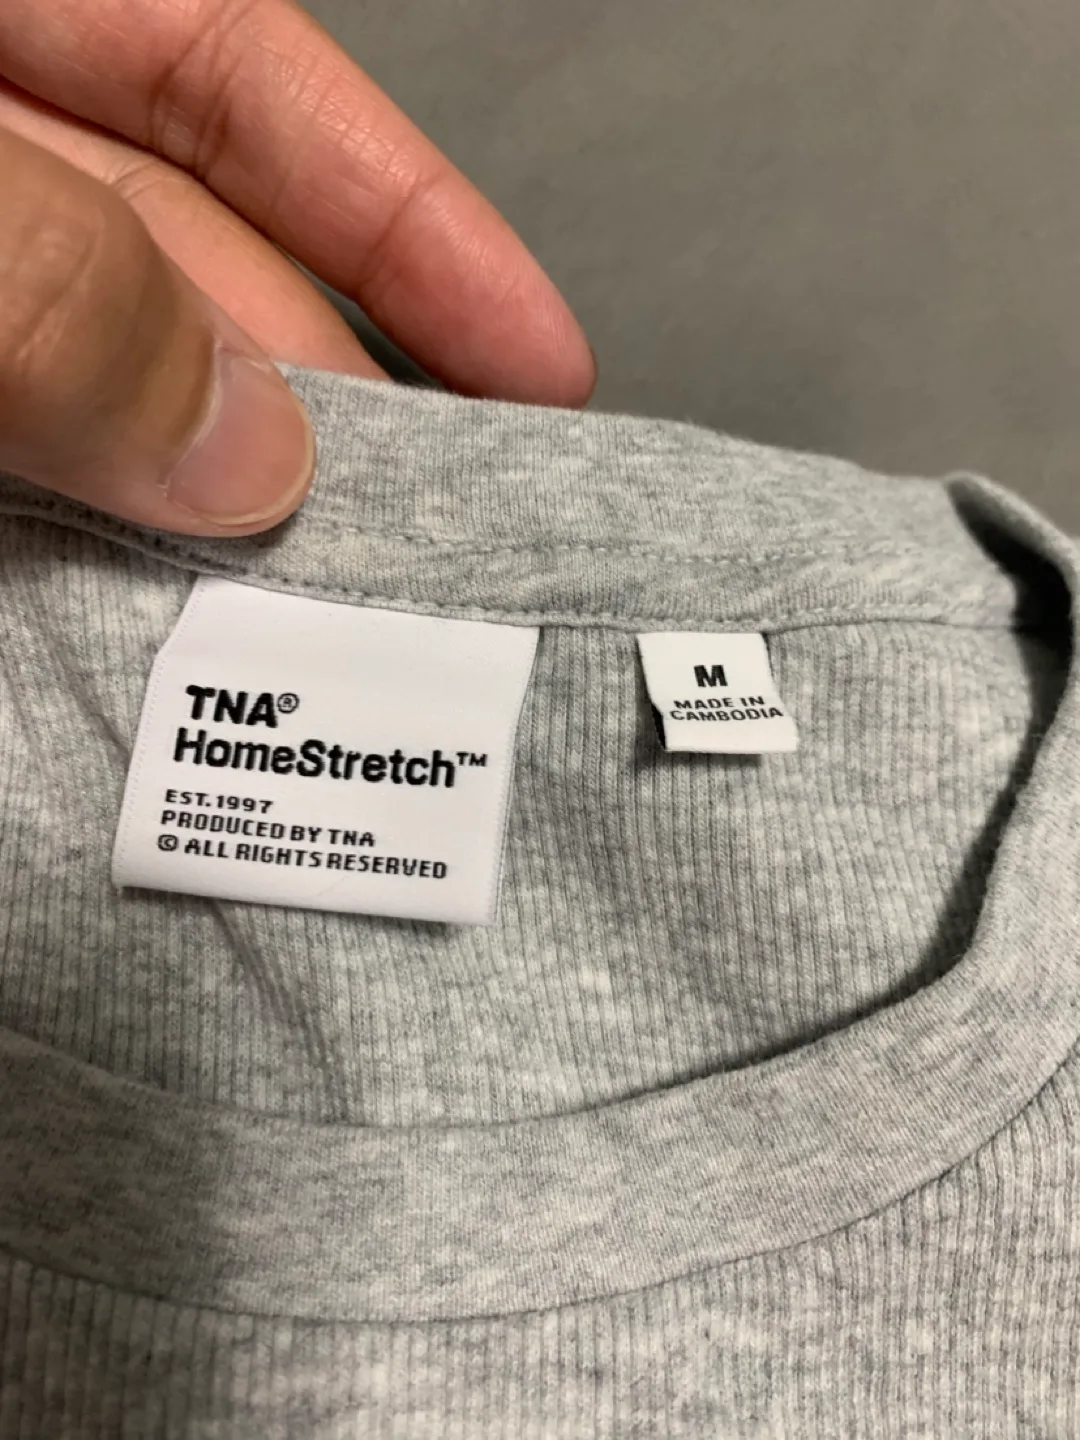 TNA®
HomeStretch™
EST. 1997
PRODUCED BY TNA
© ALL RIGHTS RESERVED
M
MADE IN
CAMBODIA